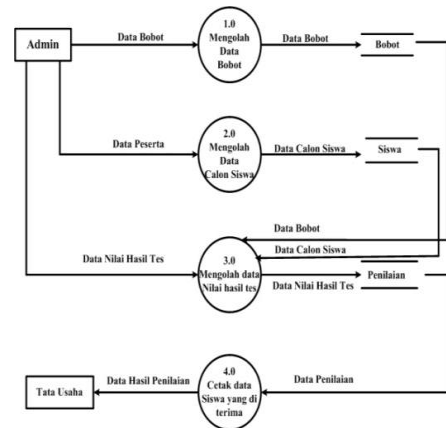 1.0
Mengolah
Data
Bobot
Admin
Data Bobot
Data Bobot
Bobot
2.0
Mengolah
Data
Calon Siswa
Data Peserta
Data Calon Siswa
Siswa
Data Bobot
Data Calon Siswa
3.0
Mengolah data
Nilai hasil tes
Data Nilai Hasil Tes
Data Nilai Hasil Tes
Penilaian
4.0
Cetak data
Siswa yang di
terima
Tata Usaha
Data Hasil Penilaian
Data Penilaian